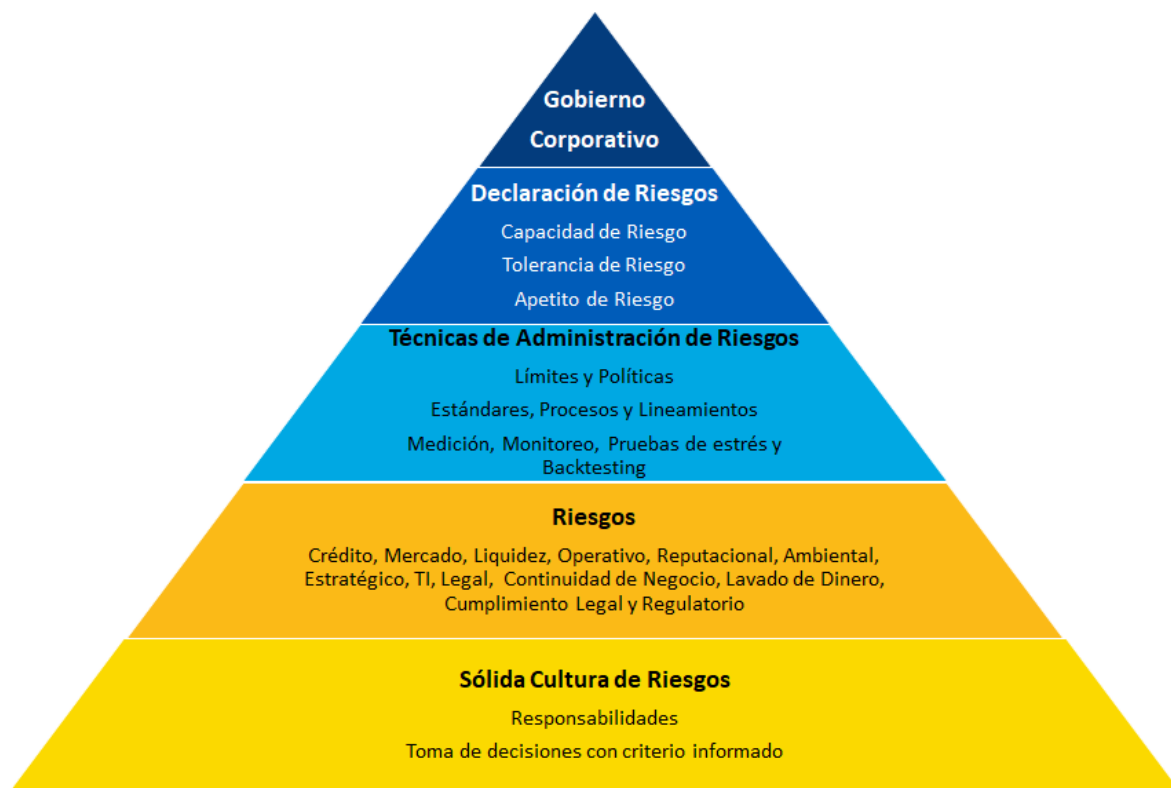 Gobierno
Corporativo
Declaración de Riesgos
Capacidad de Riesgo
Tolerancia de Riesgo
Apetito de Riesgo
Técnicas de Administración de Riesgos
Límites y Políticas
Estándares, Procesos y Lineamientos
Medición, Monitoreo, Pruebas de estrés y
Backtesting
Riesgos
Crédito, Mercado, Liquidez, Operativo, Reputacional, Ambiental,
Estratégico, TI, Legal, Continuidad de Negocio, Lavado de Dinero,
Cumplimiento Legal y Regulatorio
Sólida Cultura de Riesgos
Responsabilidades
Toma de decisiones con criterio informado